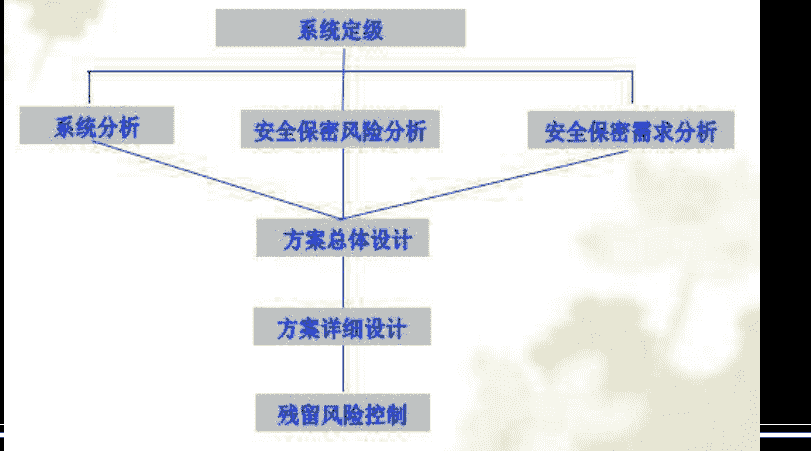 系统定级
系统分析
安全保密风险分析
安全保密需求分析
方案总体设计
方案详细设计
残留风险控制